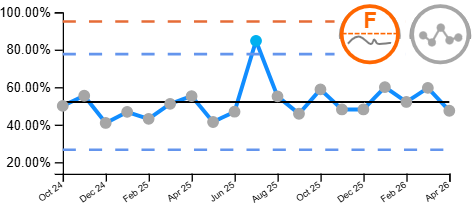 100.00%
F
80.00%
60.00%
40.00%
20.00%
Oct 24
Dec 24
Feb 25
Apr 25
Jun 25
Aug 25
Oct 25
Dec 25
Feb 26
Apr 26